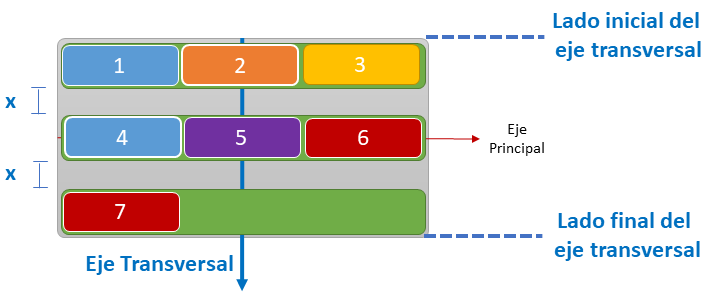 Lado inicial del
eje transversal
1 2 3
x
4 5 6
Eje
Principal
x
7
Lado final del
eje transversal
Eje Transversal